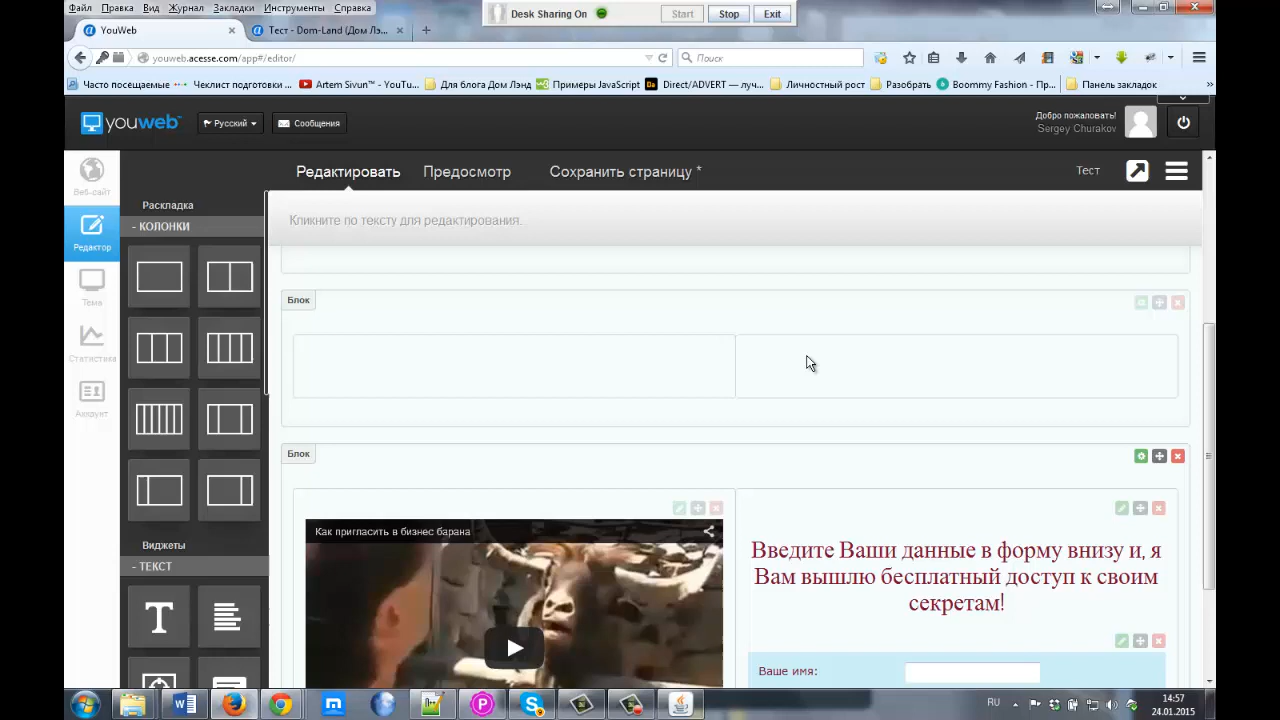 Файл Правка Вид Журнал Закладки Инструменты Справка
Desk Sharing On Start Stop Exit
YouWeb
Тест - Dom-Land (Дом Лэ...
youweb.acesse.com/app#/editor/
Поиск
Часто посещаемые
Чеклист подготовки ...
Artem Sivun™ - YouTu...
Для блога Дом Лэнд
Примеры JavaScript
Direct/ADVERT — луч...
Личностный рост
Разобрать
Boommy Fashion - Пр...
Панель закладок
youweb
Русский
Сообщения
Добро пожаловать!
Sergey Churakov
Веб-сайт
Редактор
Тема
Статистика
Аккаунт
Редактировать Предосмотр Сохранить страницу *
Тест
Раскладка
- КОЛОНКИ
Виджеты
- ТЕКСТ
Кликните по тексту для редактирования.
Блок
Блок
Как пригласить в бизнес барана
Введите Ваши данные в форму внизу и, я
Вам вышлю бесплатный доступ к своим
секретам!
Ваше имя:
RU
14:57
24.01.2015